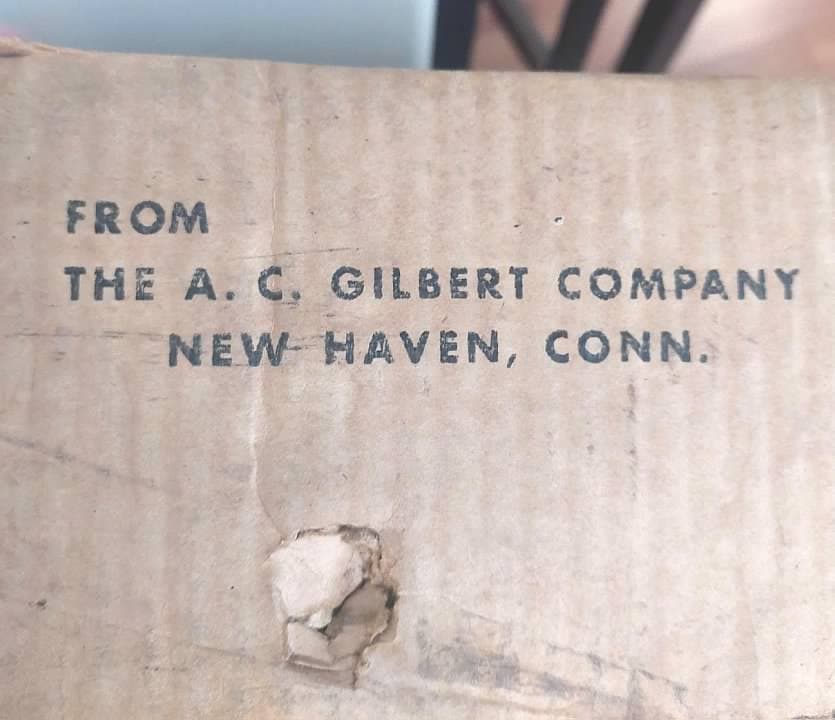 FROM
THE A. C. GILBERT COMPANY
NEW HAVEN, CONN.